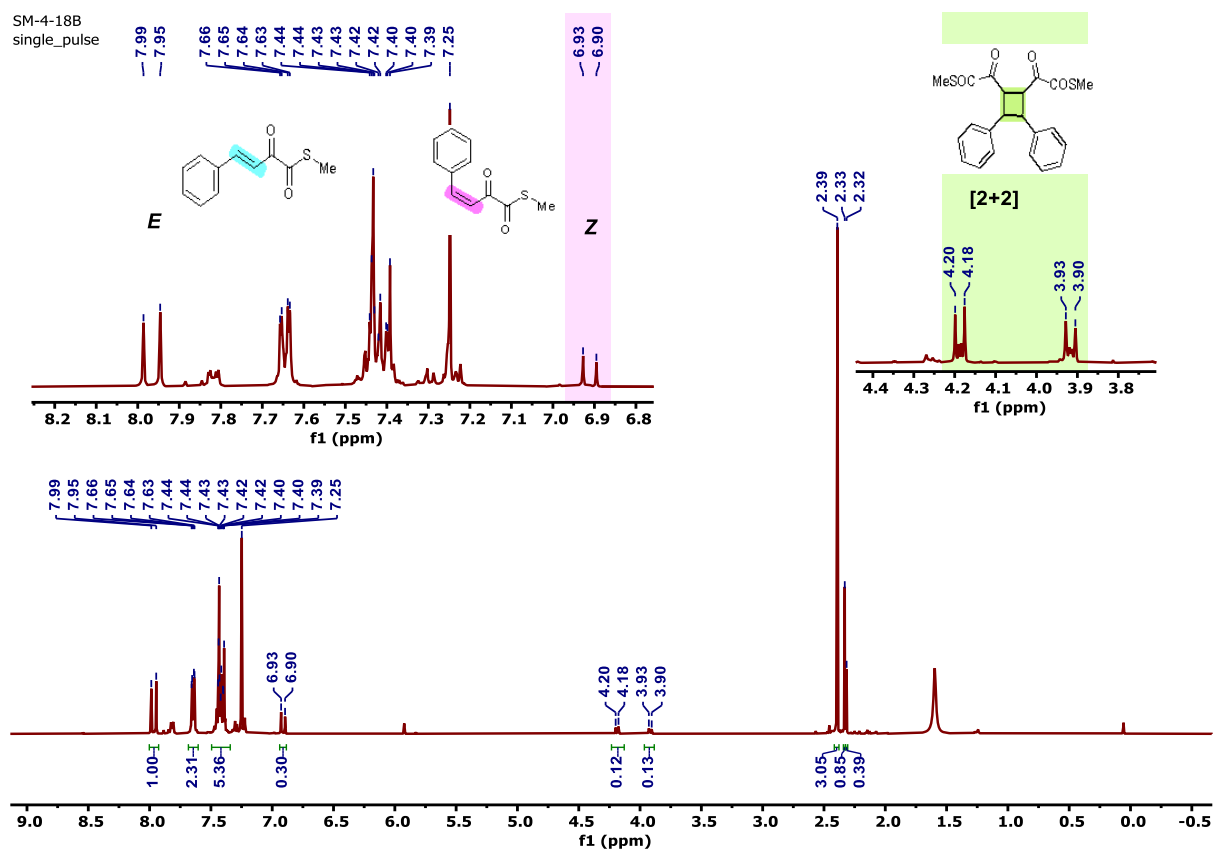 SM-4-18B
single_pulse
7.99
7.95
7.66
7.65
7.64
7.63
7.44
7.44
7.43
7.43
7.42
7.42
7.40
7.40
7.39
7.25
6.93
6.90
O
S
Me
O
E
O
S
Me
O
Z
8.2 8.1 8.0 7.9 7.8 7.7 7.6 7.5 7.4 7.3 7.2 7.1 7.0 6.9 6.8
f1 (ppm)
O
O
MeSOC
COSMe
[2+2]
4.20
4.18
3.93
3.90
4.4 4.3 4.2 4.1 4.0 3.9 3.8
f1 (ppm)
7.99
7.95
7.66
7.65
7.64
7.63
7.44
7.44
7.43
7.43
7.42
7.42
7.40
7.40
7.39
7.25
6.93
6.90
4.20
4.18
3.93
3.90
2.39
2.33
2.32
1.00
2.31
5.36
0.30
0.12
0.13
3.05
0.85
0.39
9.0 8.5 8.0 7.5 7.0 6.5 6.0 5.5 5.0 4.5 4.0 3.5 3.0 2.5 2.0 1.5 1.0 0.5 0.0 -0.5
f1 (ppm)